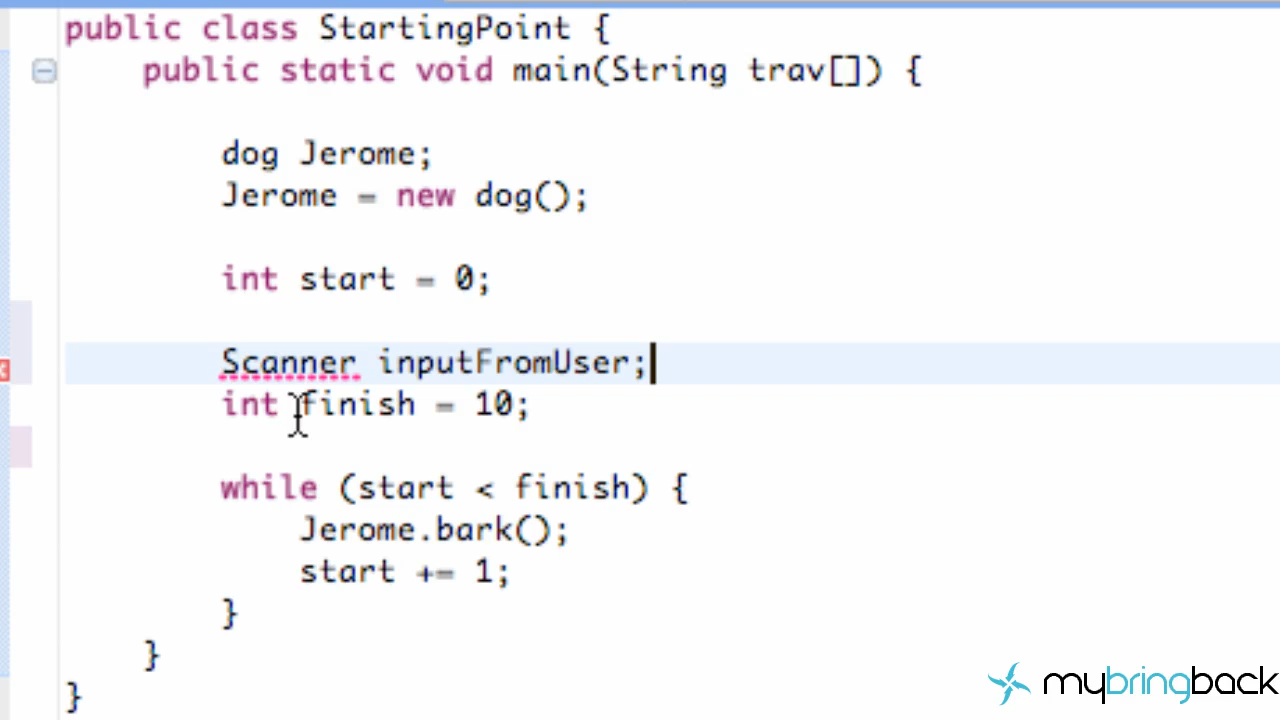 public class StartingPoint {
public static void main(String trav[]) {
dog Jerome;
Jerome = new dog();
int start = 0;
Scanner inputFromUser;
int finish = 10;
while (start < finish) {
Jerome.bark();
start += 1;
}
}
}
mybringback